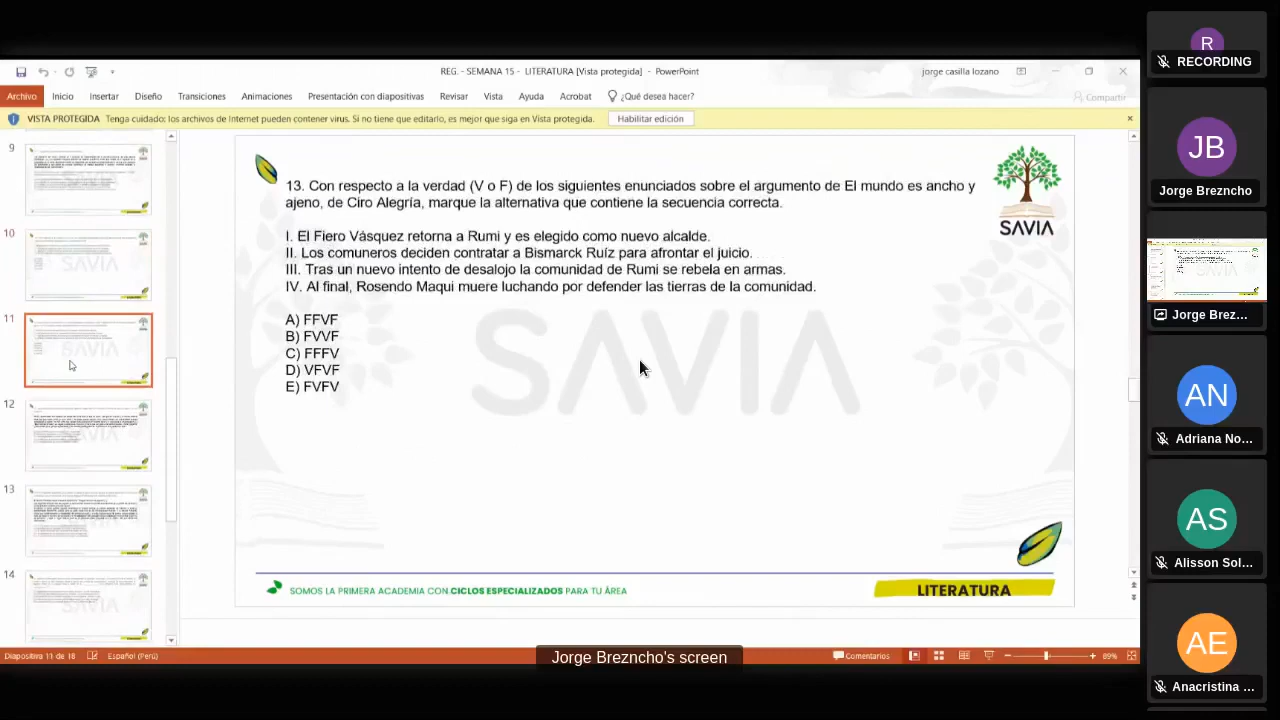 REG. - SEMANA 15 - LITERATURA [Vista protegida] - PowerPoint
jorge casilla lozano
Archivo Inicio Insertar Diseño Transiciones Animaciones Presentación con diapositivas Revisar Vista Ayuda Acrobat ¿Qué desea hacer? Compartir
VISTA PROTEGIDA Tenga cuidado: los archivos de Internet pueden contener virus. Si no tiene que editarlo, es mejor que siga en Vista protegida. Habilitar edición
9
10
11
12
13
14
13. Con respecto a la verdad (V o F) de los siguientes enunciados sobre el argumento de El mundo es ancho y
ajeno, de Ciro Alegría, marque la alternativa que contiene la secuencia correcta.
I. El Fiero Vásquez retorna a Rumi y es elegido como nuevo alcalde.
II. Los comuneros deciden contratar a Bismarck Ruíz para afrontar el juicio.
III. Tras un nuevo intento de desalojo la comunidad de Rumi se rebela en armas.
IV. Al final, Rosendo Maqui muere luchando por defender las tierras de la comunidad.
A) FFVF
B) FVVF
C) FFFV
D) VFVF
E) FVFV
SAVIA
SAVIA
SOMOS LA PRIMERA ACADEMIA CON CICLOS ESPECIALIZADOS PARA TU ÁREA
LITERATURA
Diapositiva 11 de 18 Español (Perú)
Comentarios
89%
Jorge Brezncho's screen
R
RECORDING
JB
Jorge Brezncho
Jorge Brez...
AN
Adriana No...
AS
Alisson Sol...
AE
Anacristina ...